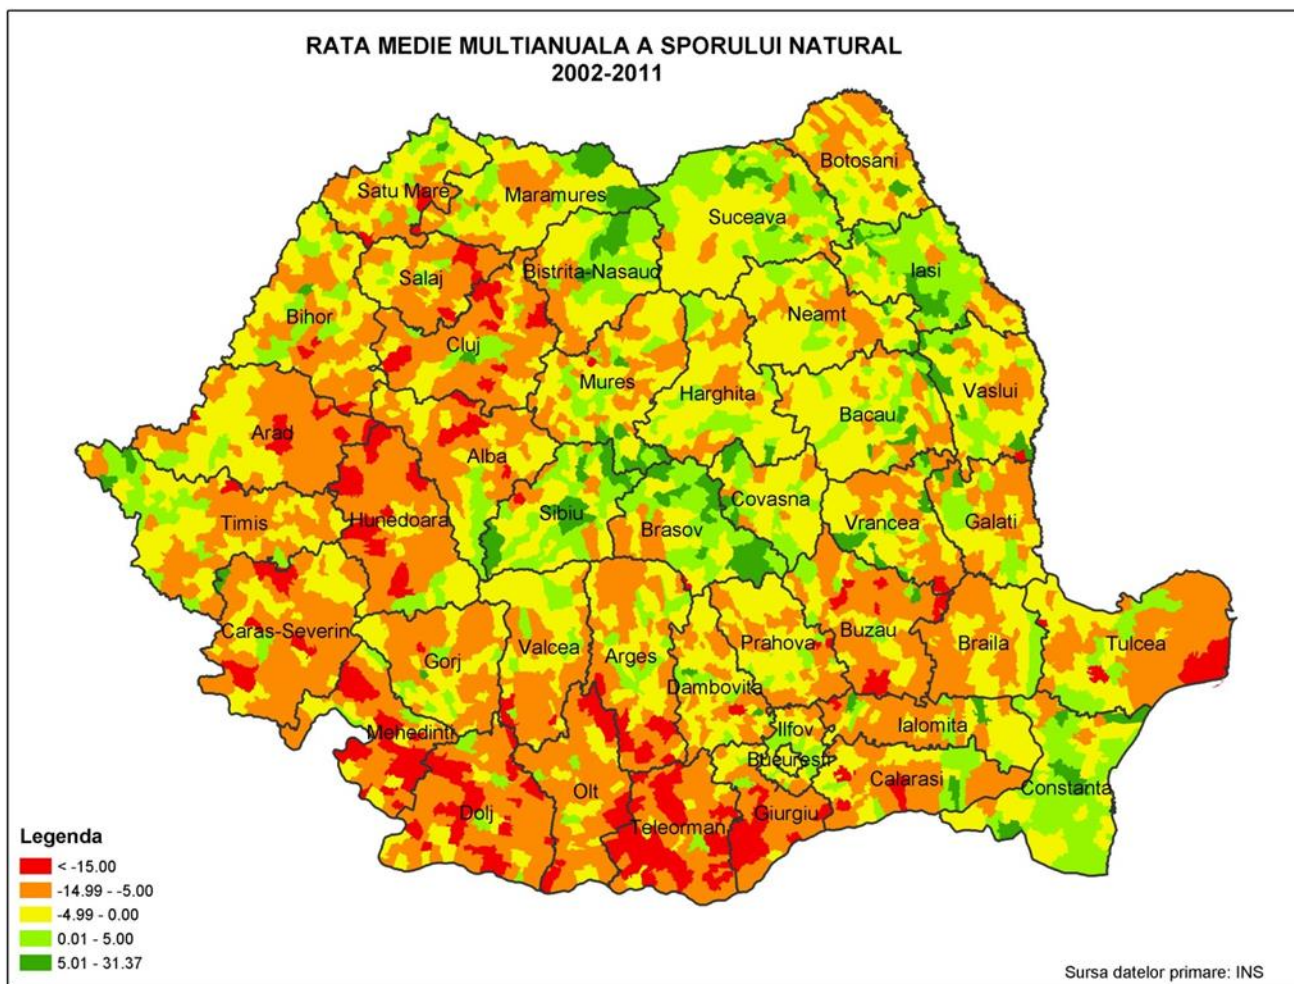 RATA MEDIE MULTIANUALA A SPORULUI NATURAL
2002-2011
Botosani
Satu Mare
Maramures
Suceava
Iasi
Salaj
Bistrita-Nasaud
Bihor
Neamt
Cluj
Mures
Harghita
Vaslui
Bacau
Arad
Alba
Covasna
Sibiu
Timis
Hunedoara
Brasov
Vrancea
Galati
Caras-Severin
Gorj
Valcea
Arges
Prahova
Buzau
Braila
Tulcea
Dambovita
Mehedinti
Ilfov
Ialomita
Bucuresti
Calarasi
Constanta
Olt
Dolj
Teleorman
Giurgiu
Legenda
< -15.00
-14.99 - -5.00
-4.99 - 0.00
0.01 - 5.00
5.01 - 31.37
Sursa datelor primare: INS